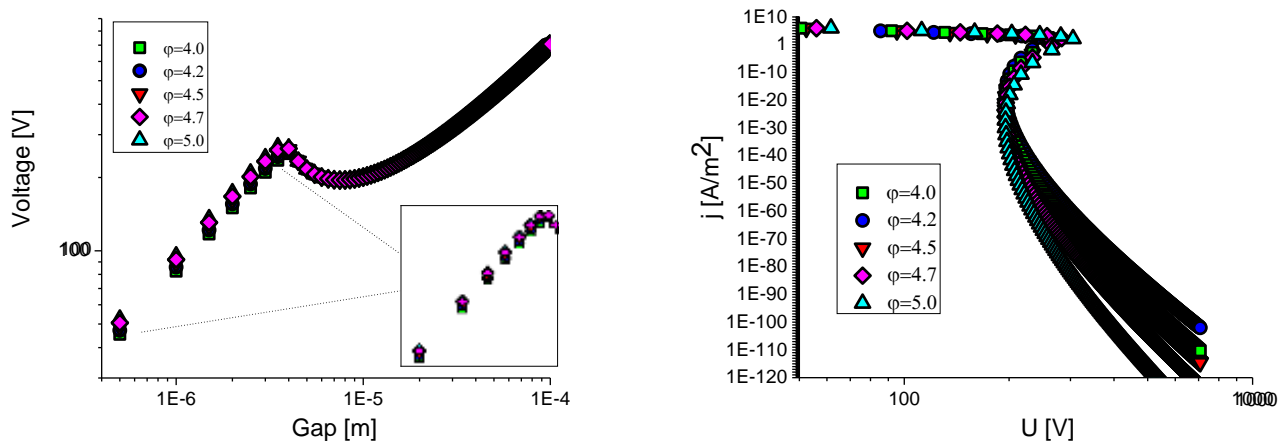 φ=4.0
φ=4.2
φ=4.5
φ=4.7
φ=5.0
Voltage [V]
100
1E-6
1E-5
1E-4
Gap [m]
1E10
1
1E-10
1E-20
1E-30
1E-40
1E-50
1E-60
1E-70
1E-80
1E-90
1E-100
1E-110
1E-120
j [A/m²]
φ=4.0
φ=4.2
φ=4.5
φ=4.7
φ=5.0
100
1000
U [V]